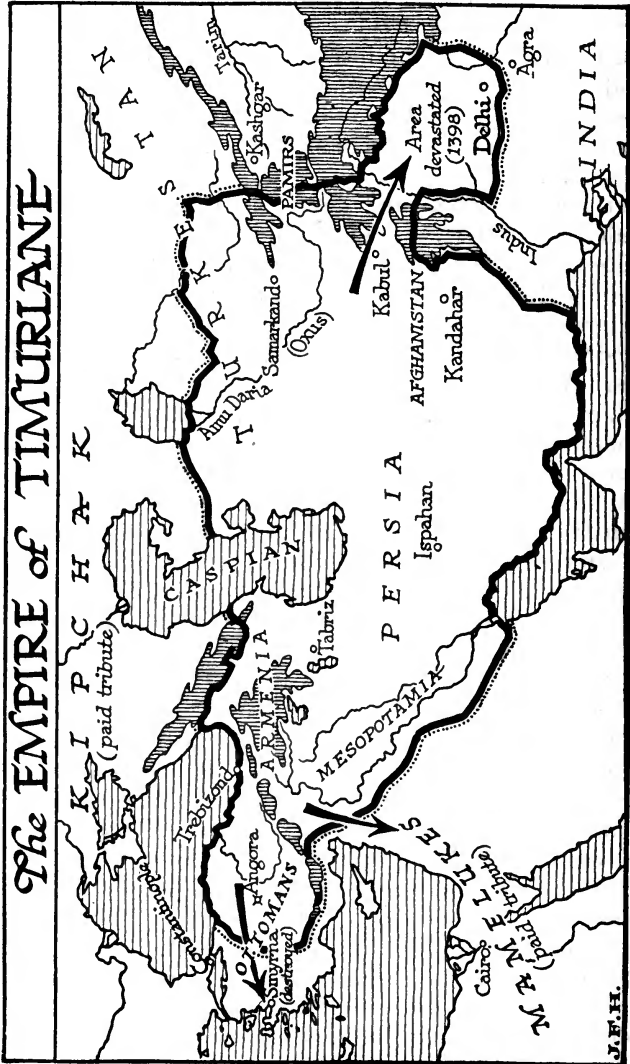 The EMPIRE of TIMURLANE
KIPCHAK
(paid tribute)
TURKESTAN
Tarim
Kashgar
PAMIRS
Constantinople
Trebizond
CASPIAN
Amu Daria
Samarkand
(Oxus)
Angora
OTTOMANS
Smyrna
(destroyed)
ARMENIA
Tabriz
MESOPOTAMIA
PERSIA
Ispahan
Kabul
AFGHANISTAN
Kandahar
Area
devastated
(1398)
Delhi
Agra
Indus
INDIA
Cairo
MAMELUKES
(paid tribute)
J.F.H.